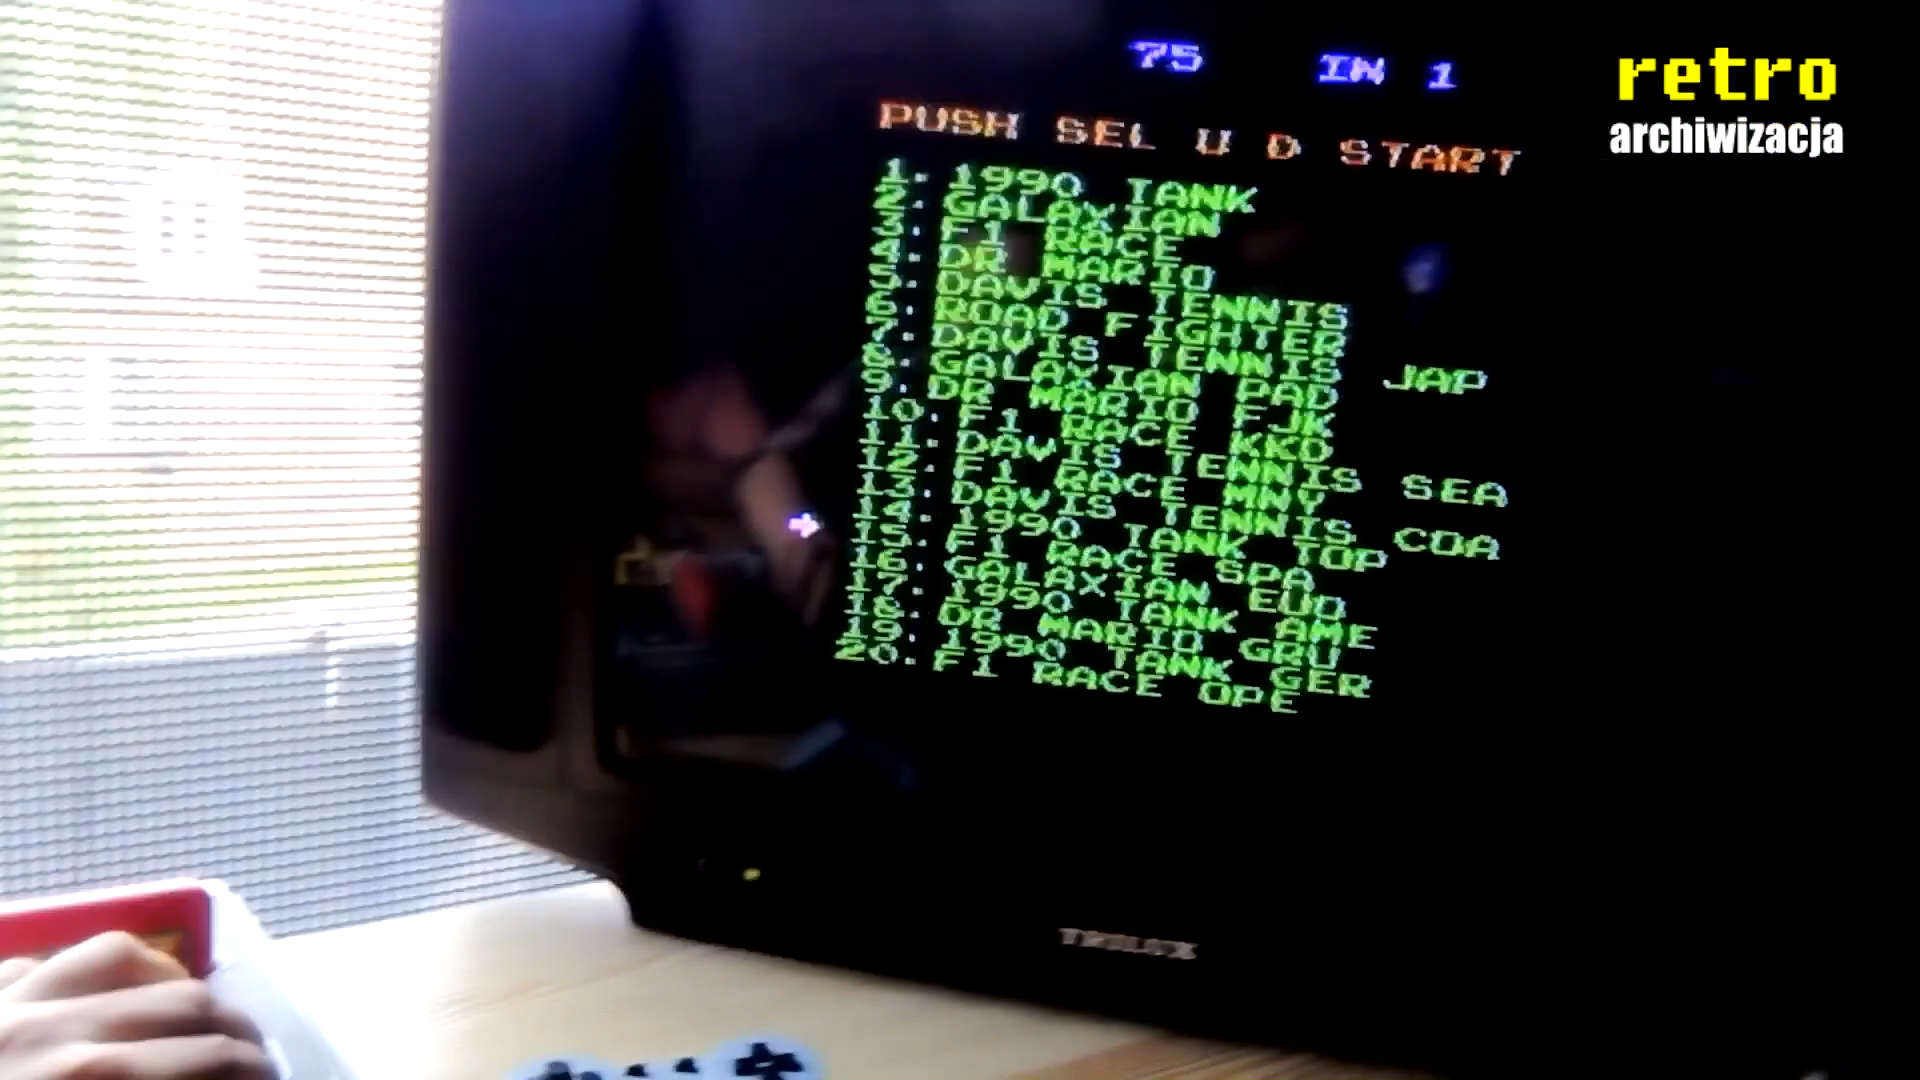 75 IN 1
PUSH SEL U D START
1. 1990 TANK
2. GALAXIAN
3. F1 RACE
4. DR MARIO
5. DAVIS TENNIS
6. ROAD FIGHTER
7. DAVIS TENNIS JAP
8. GALAXIAN PAD
9. DR MARIO FJK
10. F1 RACE KKO
11. DAVIS TENNIS SEA
12. F1 RACE MNY
13. DAVIS TENNIS COA
14. 1990 TANK TOP
15. F1 RACE SPA
16. GALAXIAN EUO
17. 1990 TANK AME
18. DR MARIO GRU
19. 1990 TANK GER
20. F1 RACE OPE
retro
archiwizacja